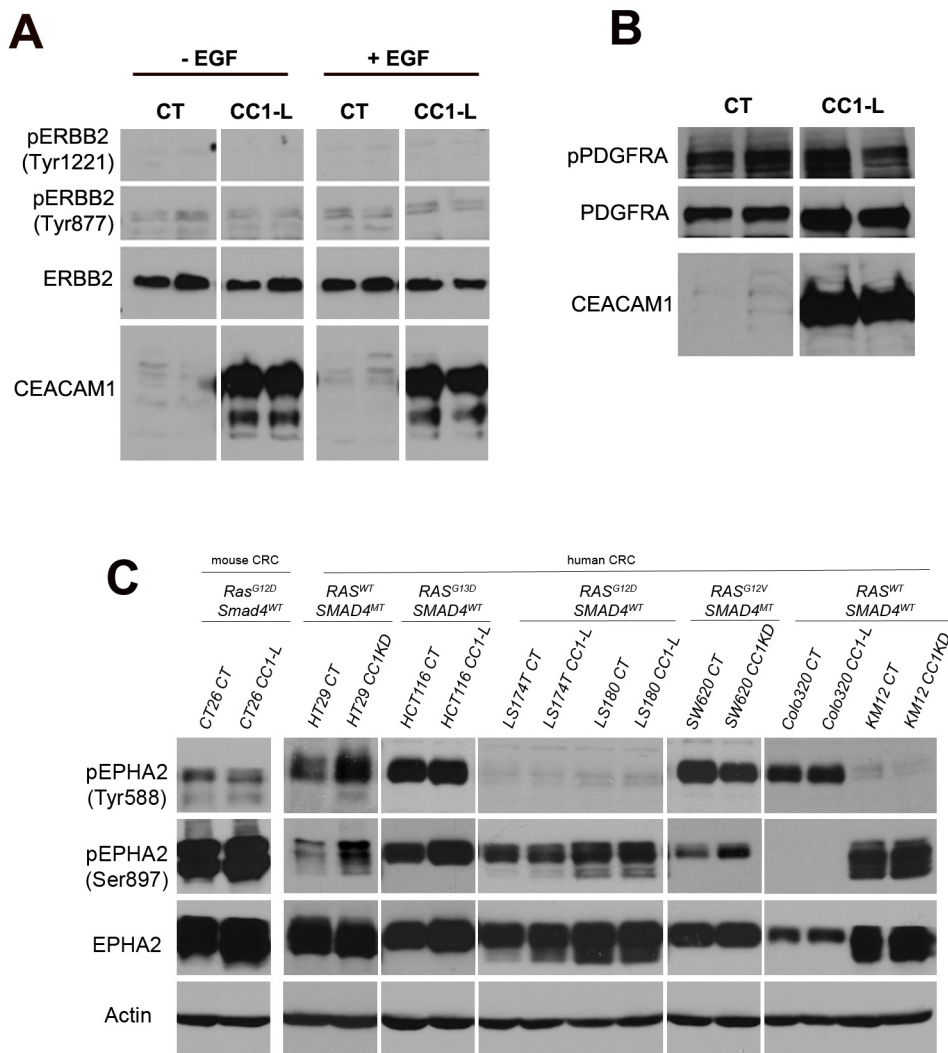 A
- EGF
+ EGF
CT
CC1-L
CT
CC1-L
pERBB2
(Tyr1221)
pERBB2
(Tyr877)
ERBB2
CEACAM1
B
CT
CC1-L
pPDGFRA
PDGFRA
CEACAM1
C
mouse CRC
human CRC
Ras^G12D
Smad4^WT
RAS^WT
SMAD4^MT
RAS^G13D
SMAD4^WT
RAS^G12D
SMAD4^WT
RAS^G12V
SMAD4^MT
RAS^WT
SMAD4^WT
CT26 CT
CT26 CC1-L
HT29 CT
HT29 CC1KD
HCT116 CT
HCT116 CC1-L
LS174T CT
LS174T CC1-L
LS180 CT
LS180 CC1-L
SW620 CT
SW620 CC1KD
Colo320 CT
Colo320 CC1-L
KM12 CT
KM12 CC1KD
pEPHA2
(Tyr588)
pEPHA2
(Ser897)
EPHA2
Actin